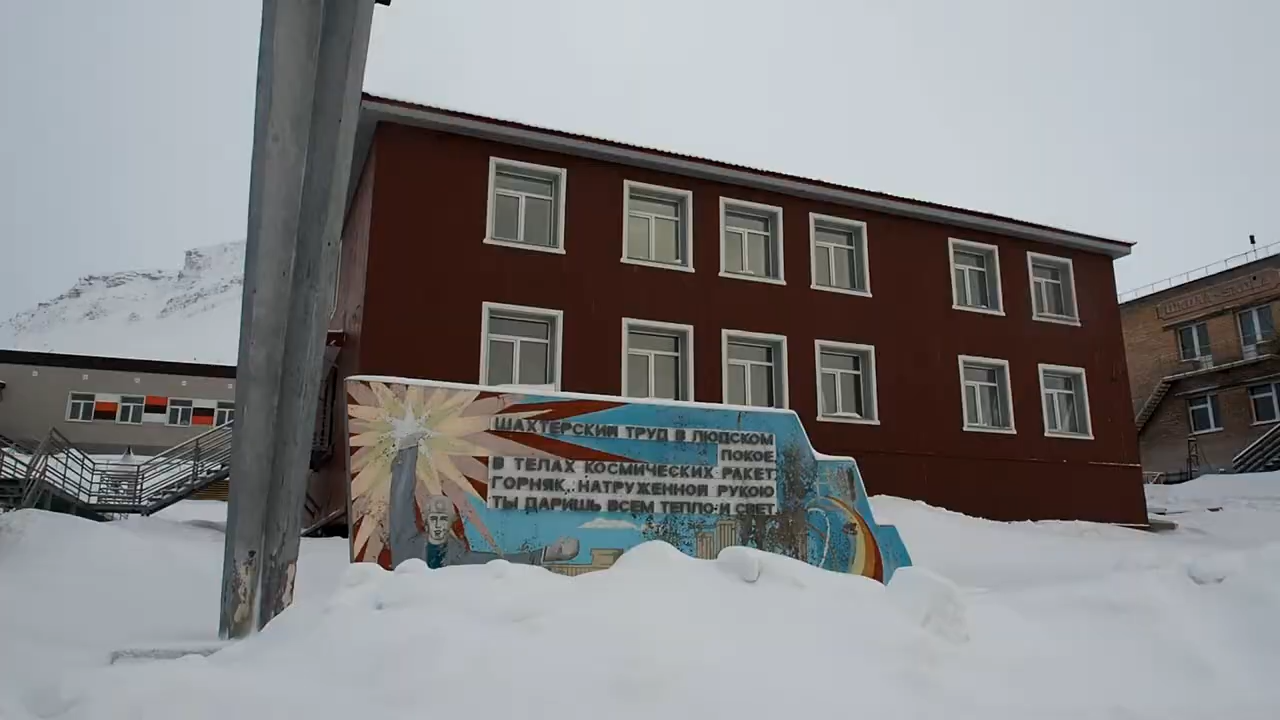 ШАХТЕРСКИЙ ТРУД В ЛЮДСКОМ
ПОКОЕ,
В ТЕЛАХ КОСМИЧЕСКИХ РАКЕТ,
ГОРНЯК, НАТРУЖЕННОЙ РУКОЮ
ТЫ ДАРИШЬ ВСЕМ ТЕПЛО И СВЕТ.